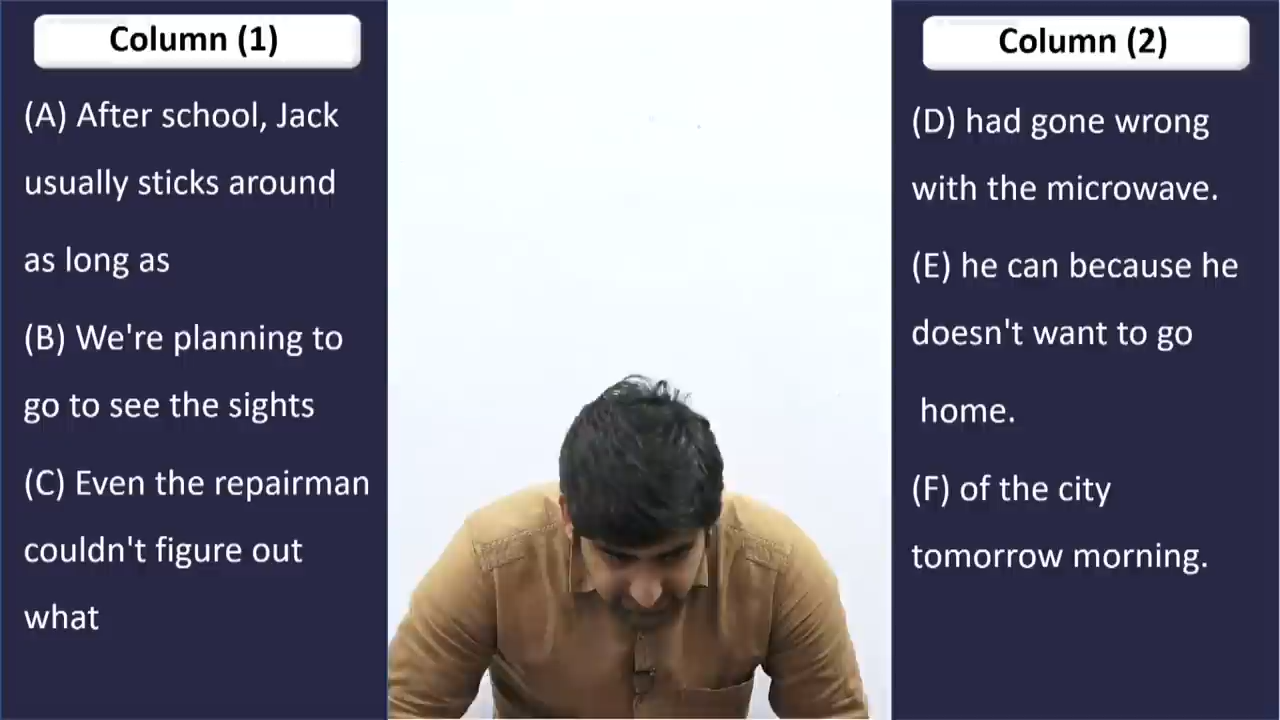 Column (1)
(A) After school, Jack
usually sticks around
as long as
(B) We're planning to
go to see the sights
(C) Even the repairman
couldn't figure out
what
Column (2)
(D) had gone wrong
with the microwave.
(E) he can because he
doesn't want to go
home.
(F) of the city
tomorrow morning.